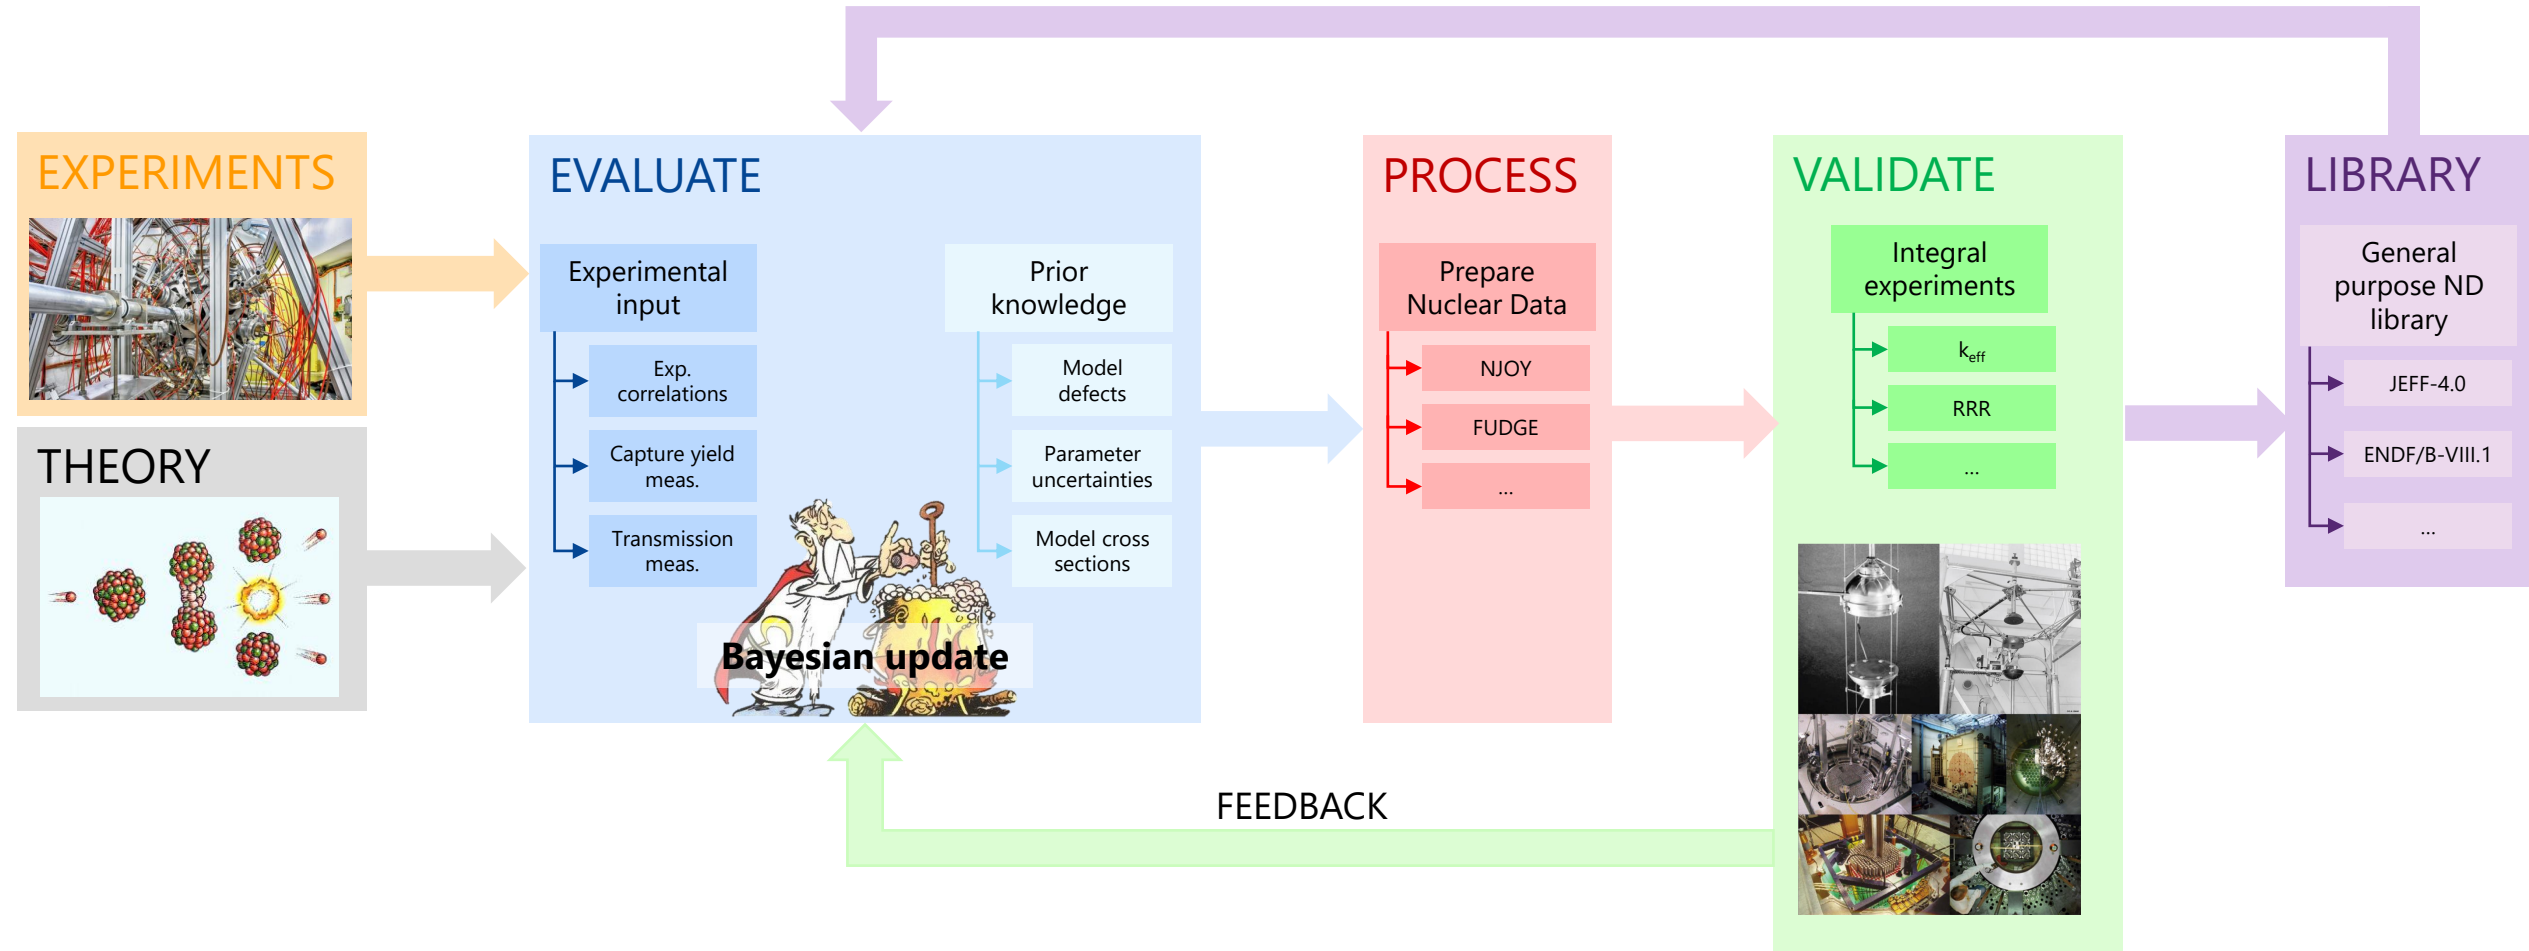 EXPERIMENTS
THEORY
EVALUATE
Experimental
input
Exp.
correlations
Capture yield
meas.
Transmission
meas.
Prior
knowledge
Model
defects
Parameter
uncertainties
Model cross
sections
Bayesian update
PROCESS
Prepare
Nuclear Data
NJOY
FUDGE
...
VALIDATE
Integral
experiments
keff
RRR
...
LIBRARY
General
purpose ND
library
JEFF-4.0
ENDF/B-VIII.1
...
FEEDBACK